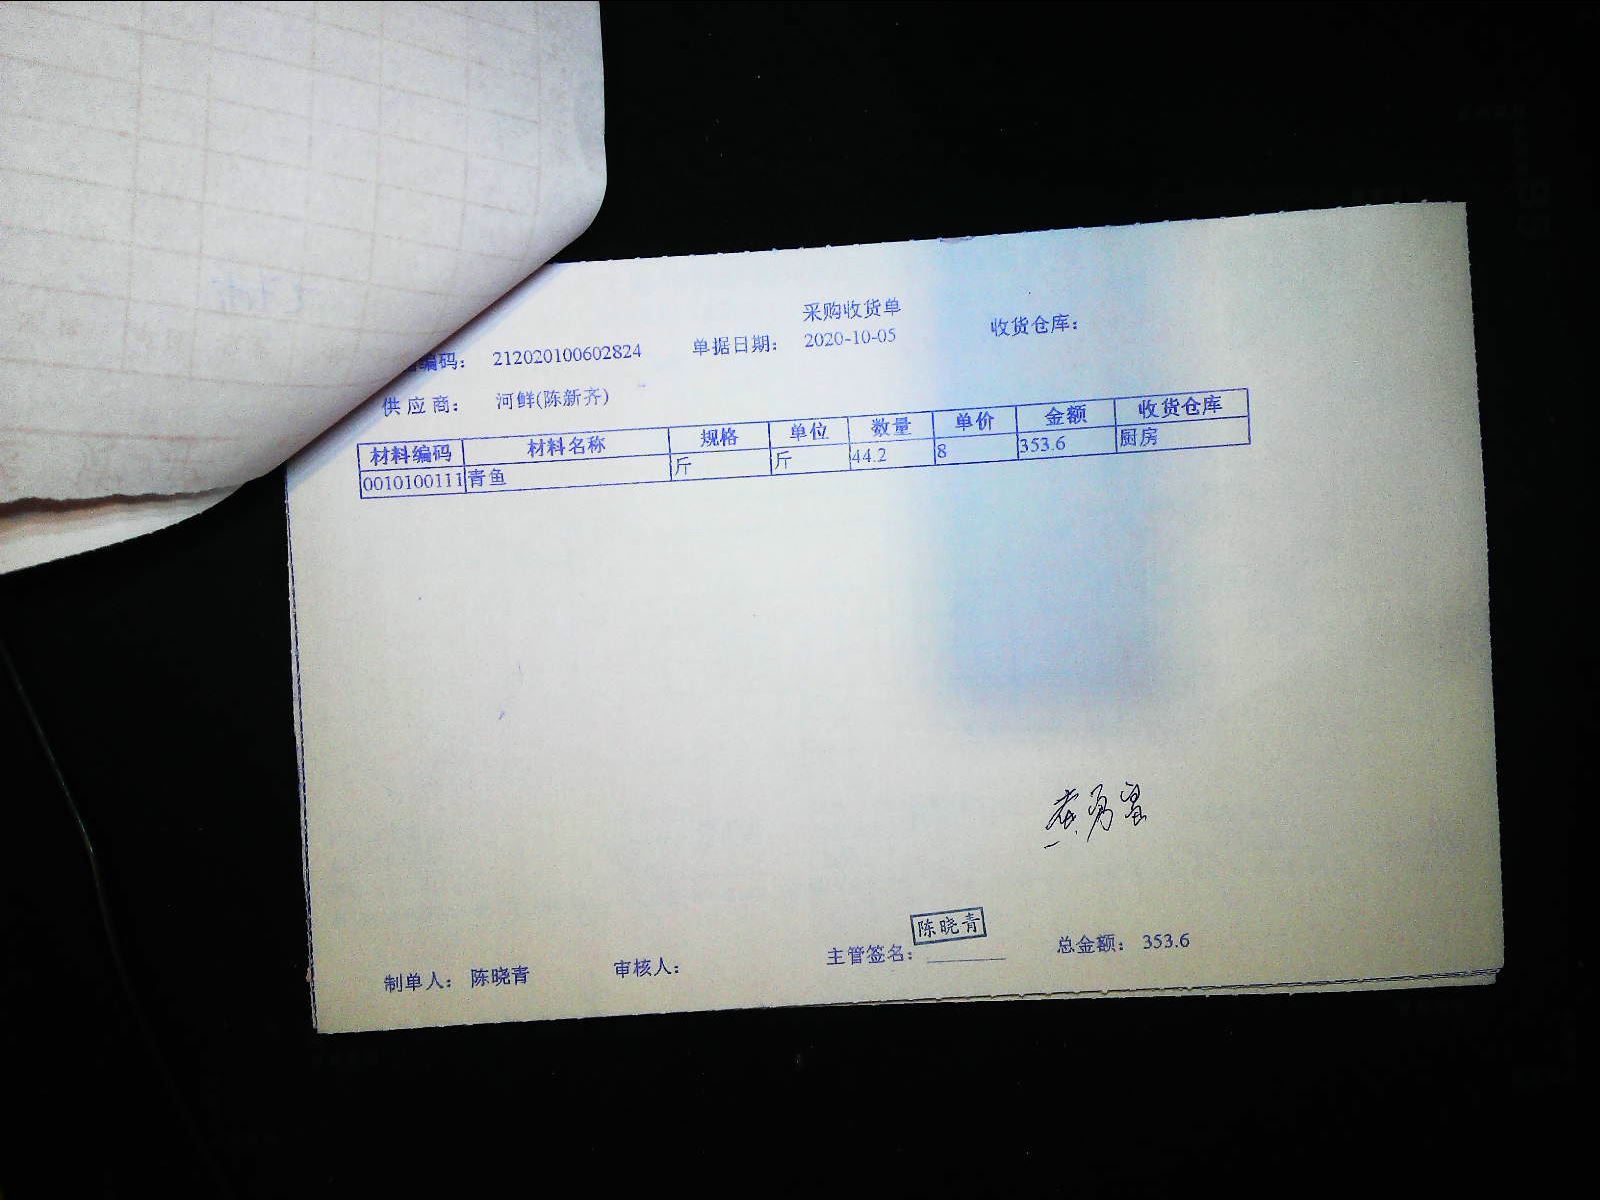 采购收货单
编码： 212020100602824 单据日期： 2020-10-05 收货仓库：
供应商： 河鲜(陈新齐)
材料编码 材料名称 规格 单位 数量 单价 金额 收货仓库
0010100111 青鱼 斤 斤 44.2 8 353.6 厨房
陈晓青
制单人： 陈晓青 审核人： 主管签名： 总金额： 353.6